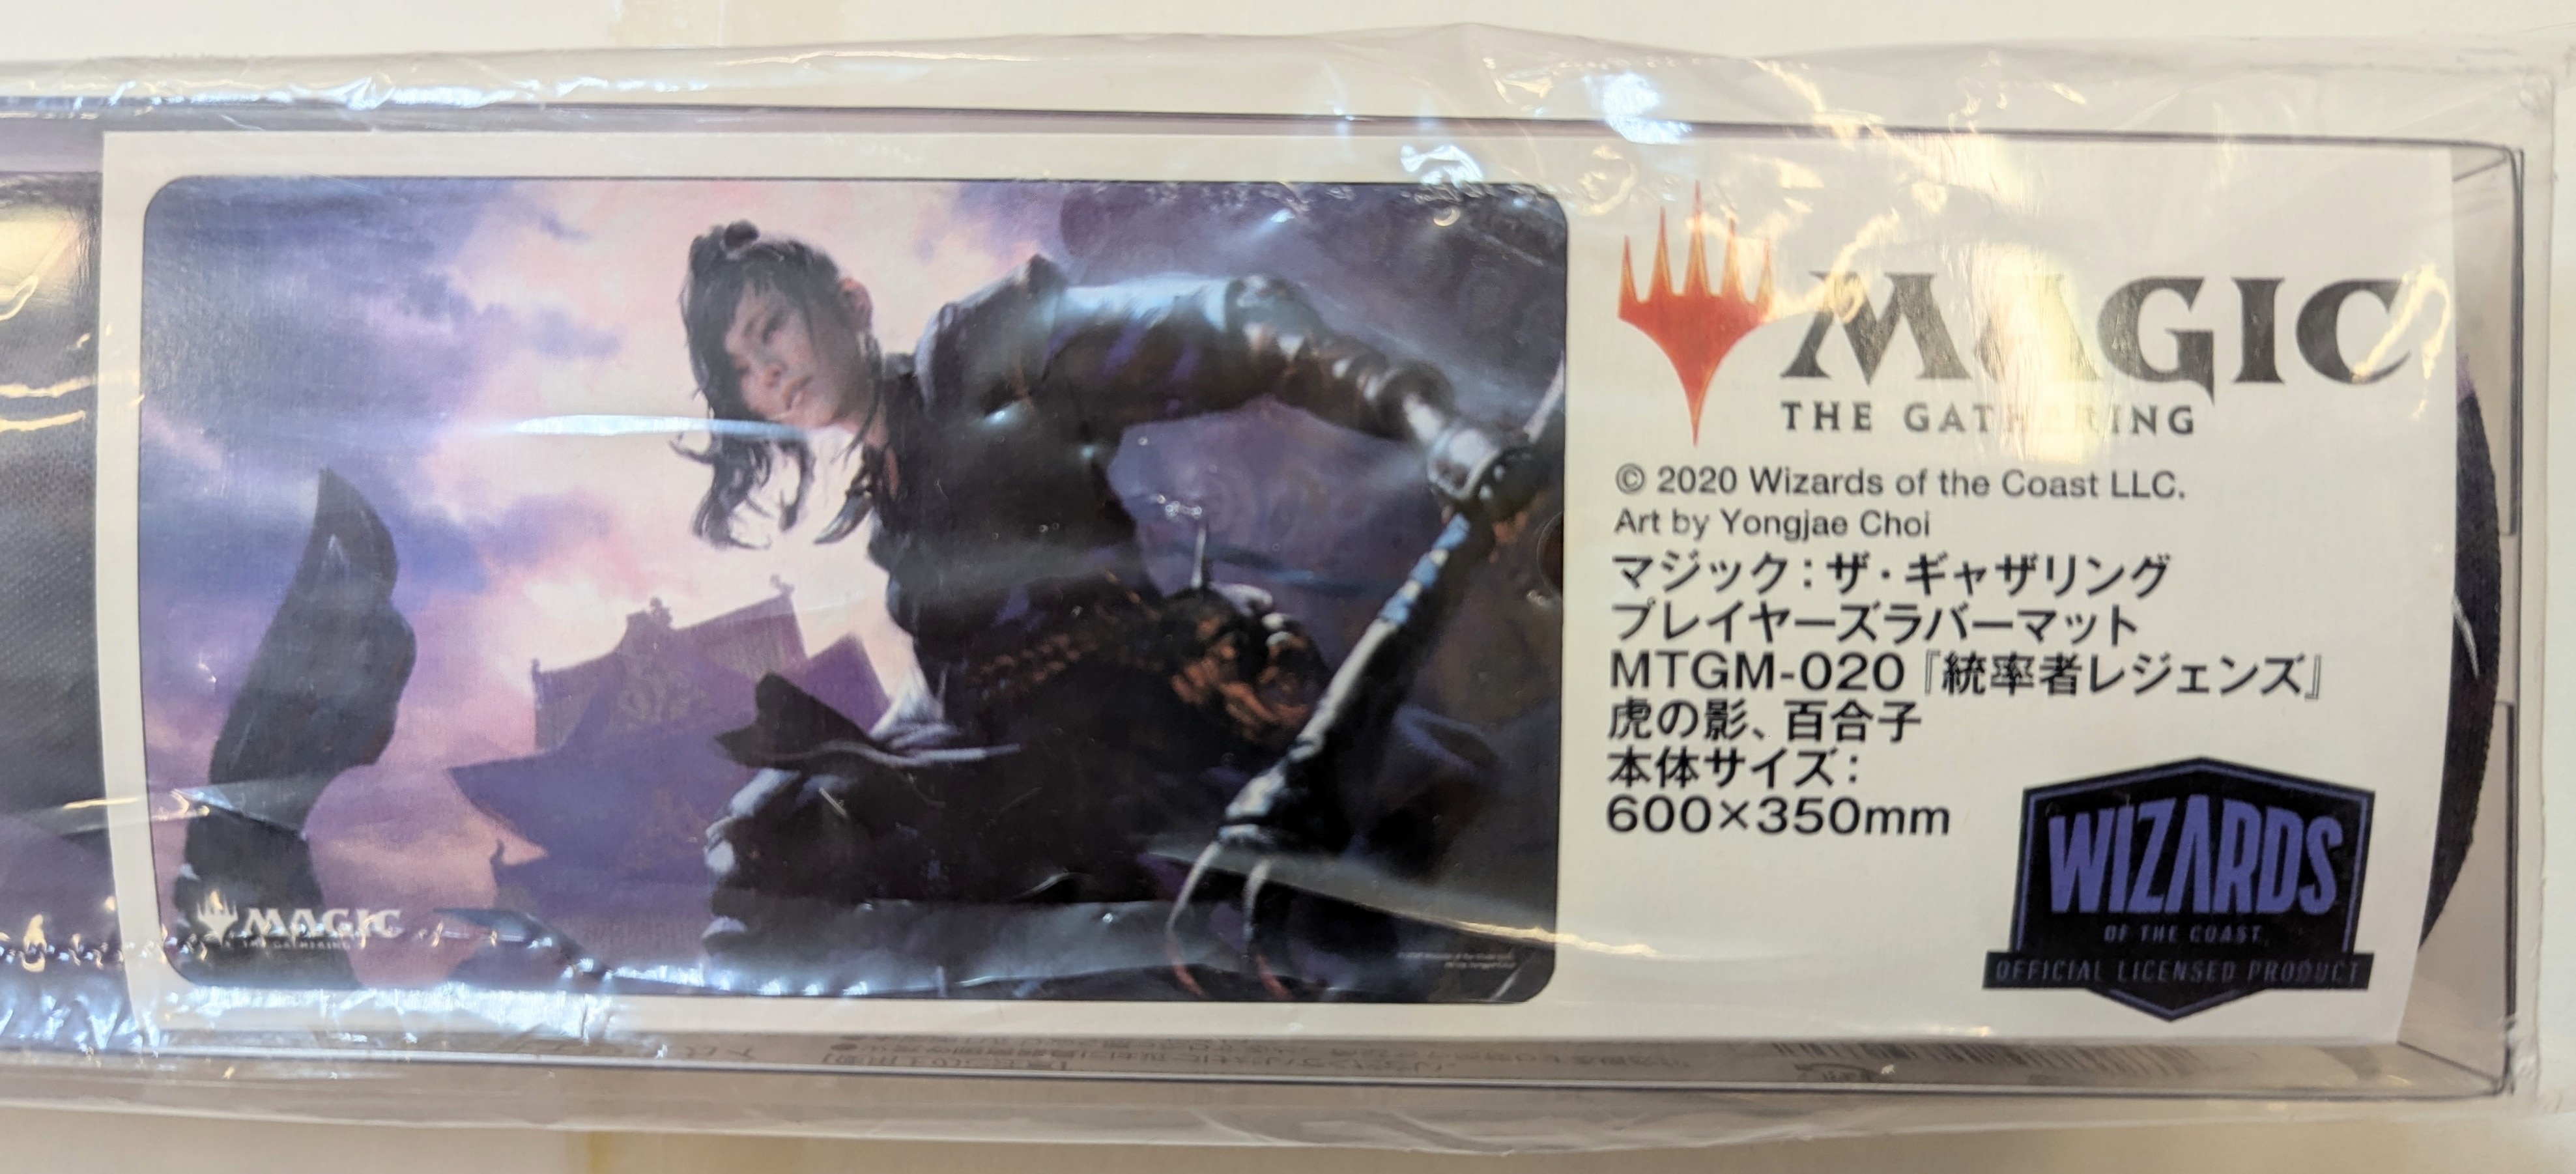 MAGIC
THE GATHERING
© 2020 Wizards of the Coast LLC.
Art by Yongjae Choi
マジック：ザ・ギャザリング
プレイヤーズラバーマット
MTGM-020『統率者レジェンズ』
虎の影、百合子
本体サイズ：
600×350mm
WIZARDS
OF THE COAST
OFFICIAL LICENSED PRODUCT
MAGIC
THE GATHERING